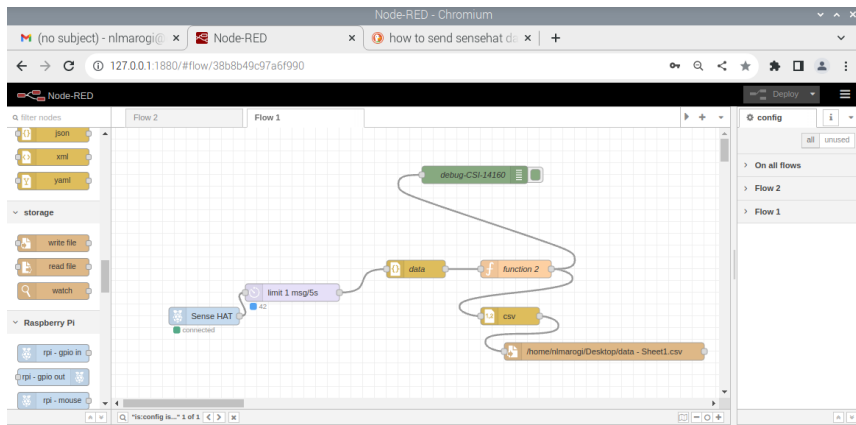 Node-RED - Chromium
(no subject) - nlmarogi@
Node-RED
how to send sensehat da
127.0.0.1:1880/#flow/38b8b49c97a6f990
Node-RED
Deploy
filter nodes
Flow 2
Flow 1
config
i
json
xml
yaml
storage
write file
read file
watch
Raspberry Pi
rpi - gpio in
rpi - gpio out
rpi - mouse
debug-CSI-14160
data
function 2
limit 1 msg/5s
42
Sense HAT
connected
1,2
csv
/home/nlmarogi/Desktop/data - Sheet1.csv
all unused
On all flows
Flow 2
Flow 1
"is:config is..." 1 of 1